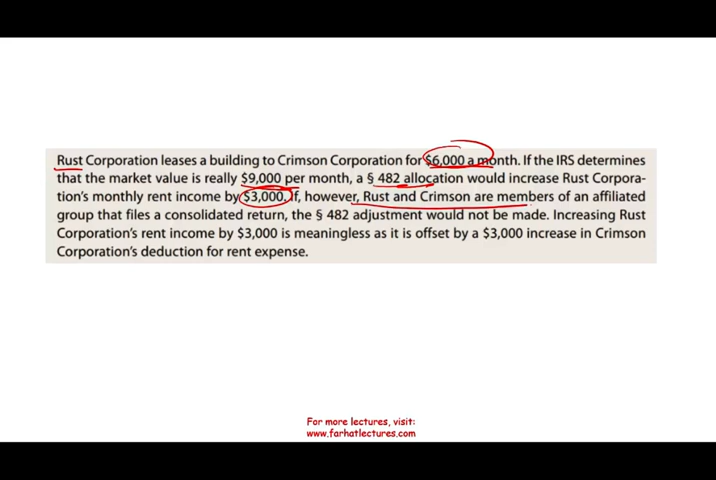 Rust Corporation leases a building to Crimson Corporation for $6,000 a month. If the IRS determines
that the market value is really $9,000 per month, a § 482 allocation would increase Rust Corpora-
tion's monthly rent income by $3,000. If, however, Rust and Crimson are members of an affiliated
group that files a consolidated return, the § 482 adjustment would not be made. Increasing Rust
Corporation's rent income by $3,000 is meaningless as it is offset by a $3,000 increase in Crimson
Corporation's deduction for rent expense.
For more lectures, visit:
www.farhatlectures.com